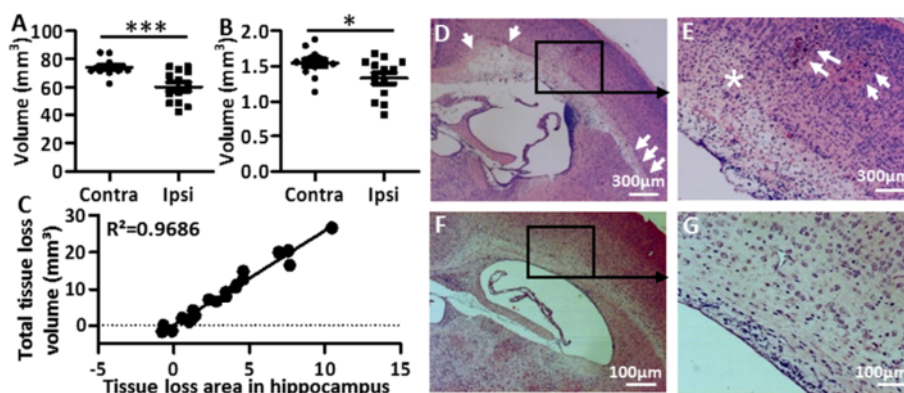 A
***
Volume (mm³)
100
80
60
40
20
0
Contra
Ipsi
B
*
Volume (mm³)
2.0
1.5
1.0
0.5
0.0
Contra
Ipsi
C
R²=0.9686
Total tissue loss
volume (mm³)
30
20
10
0
-5
0
5
10
15
Tissue loss area in hippocampus
D
300µm
E
*
300µm
F
100µm
G
100µm